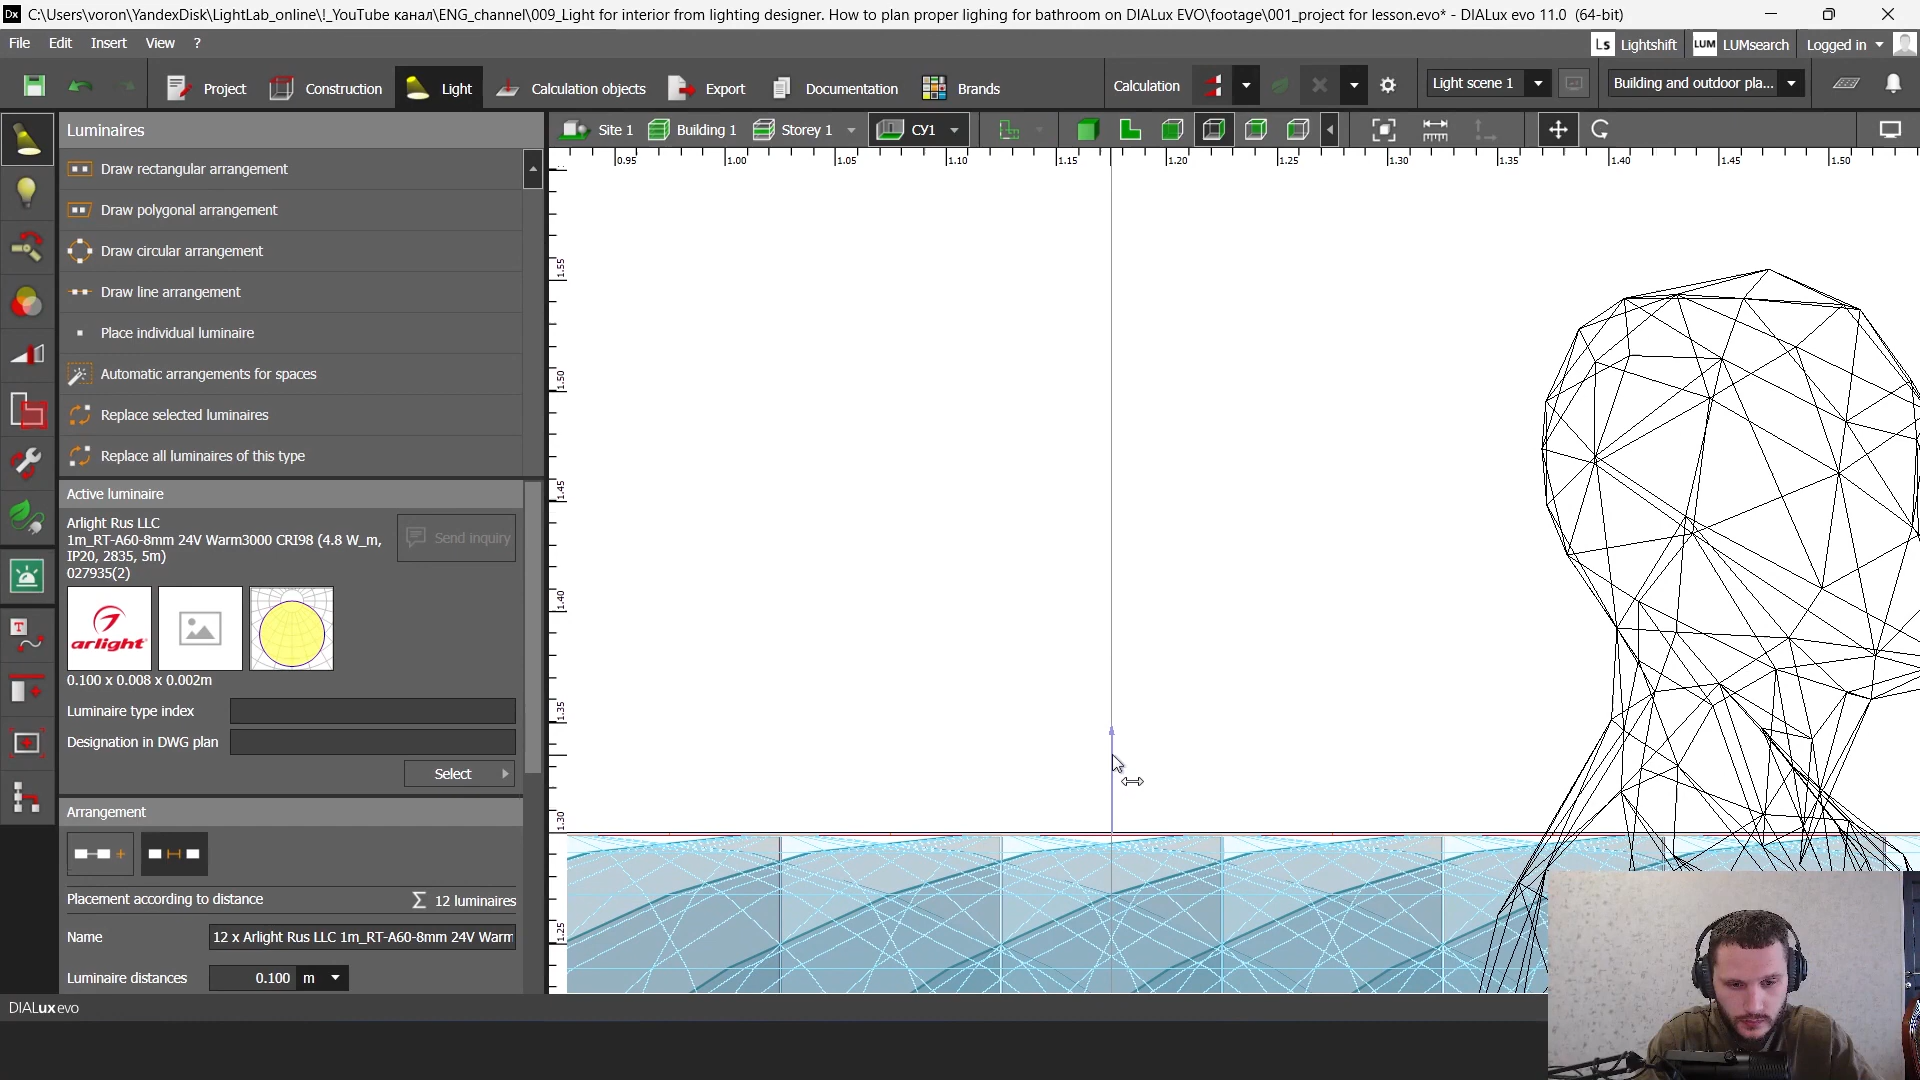 C:\Users\voron\YandexDisk\LightLab_online\!_YouTube канал\ENG_channel\009_Light for interior from lighting designer. How to plan proper lighing for bathroom on DIALux EVO\footage\001_project for lesson.evo* - DIALux evo 11.0 (64-bit)
File Edit Insert View ?
Ls Lightshift LUM LUMsearch Logged in
Project Construction Light Calculation objects Export Documentation Brands Calculation Light scene 1 Building and outdoor pla...
Luminaires
Site 1 Building 1 Storey 1 СУ1
0.95 1.00 1.05 1.10 1.15 1.20 1.25 1.30 1.35 1.40 1.45 1.50
Draw rectangular arrangement
Draw polygonal arrangement
Draw circular arrangement
Draw line arrangement
Place individual luminaire
Automatic arrangements for spaces
Replace selected luminaires
Replace all luminaires of this type
1.55
1.50
1.45
1.40
1.35
1.30
1.25
Active luminaire
Arlight Rus LLC
1m_RT-A60-8mm 24V Warm3000 CRI98 (4.8 W_m,
IP20, 2835, 5m)
027935(2)
Send inquiry
arlight
0.100 x 0.008 x 0.002m
Luminaire type index
Designation in DWG plan
Select
Arrangement
Placement according to distance 12 luminaires
Name 12 x Arlight Rus LLC 1m_RT-A60-8mm 24V Warm
Luminaire distances 0.100 m
DIALux evo